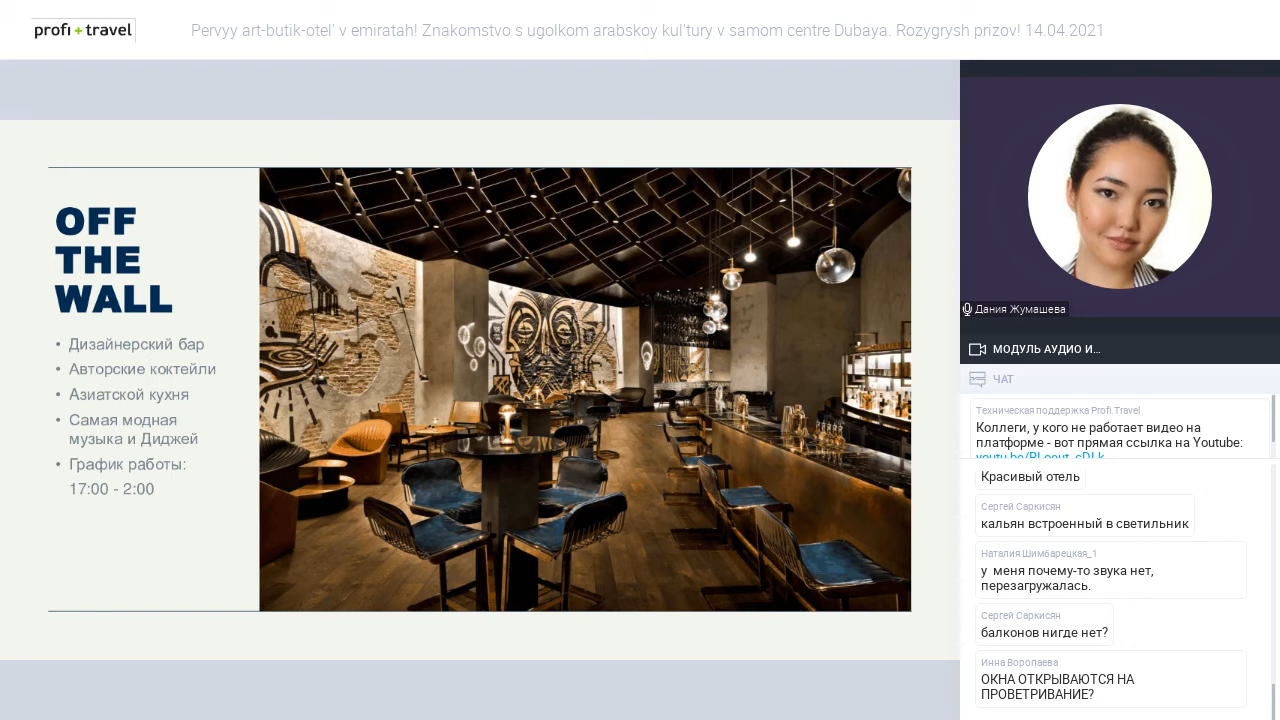 profi + travel
Pervyy art-butik-otel' v emiratah! Znakomstvo s ugolkom arabskoy kul'tury v samom centre Dubaya. Rozygrysh prizov! 14.04.2021
OFF
THE
WALL
• Дизайнерский бар
• Авторские коктейли
• Азиатской кухня
• Самая модная
музыка и Диджей
• График работы:
17:00 - 2:00
Дания Жумашева
МОДУЛЬ АУДИО И...
ЧАТ
Техническая поддержка Profi.Travel
Коллеги, у кого не работает видео на
платформе - вот прямая ссылка на Youtube:
Красивый отель
Сергей Саркисян
кальян встроенный в светильник
Наталия Шимбарецкая_1
у меня почему-то звука нет,
перезагружалась.
Сергей Саркисян
балконов нигде нет?
Инна Воропаева
ОКНА ОТКРЫВАЮТСЯ НА
ПРОВЕТРИВАНИЕ?